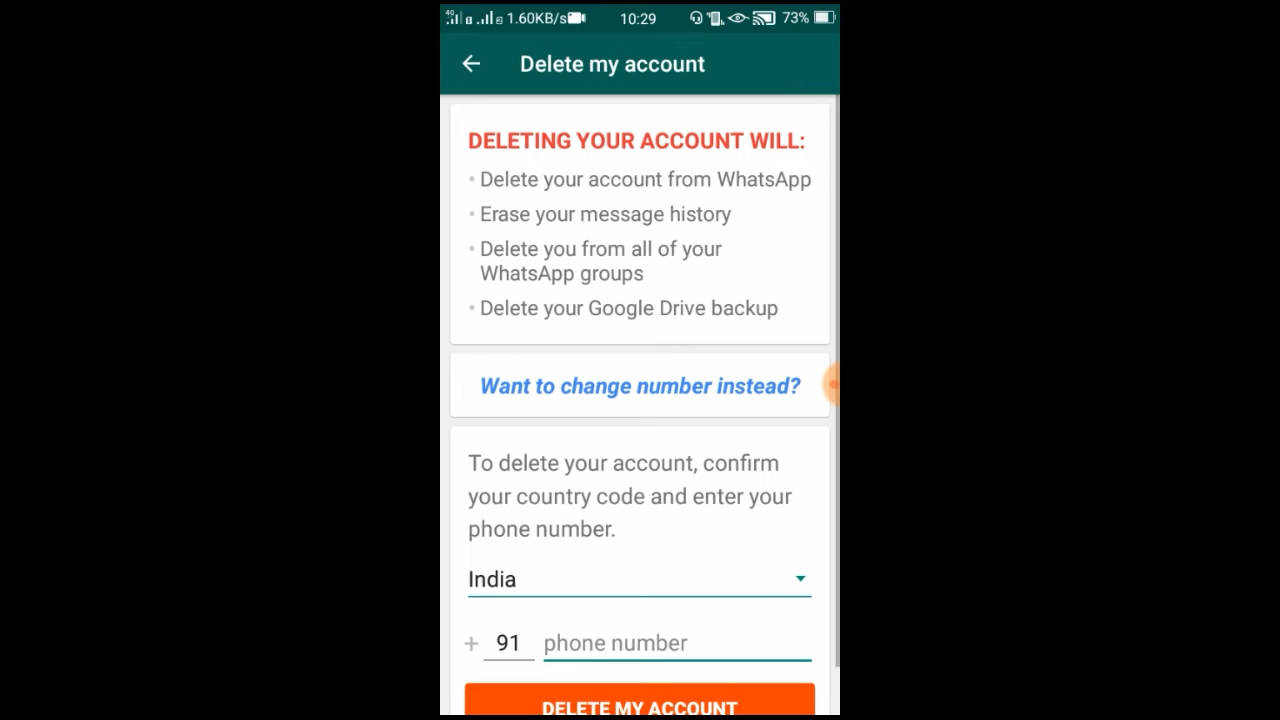 4G 1.60KB/s 10:29 73%
Delete my account
DELETING YOUR ACCOUNT WILL:
• Delete your account from WhatsApp
• Erase your message history
• Delete you from all of your
WhatsApp groups
• Delete your Google Drive backup
Want to change number instead?
To delete your account, confirm
your country code and enter your
phone number.
India
+ 91 phone number
DELETE MY ACCOUNT